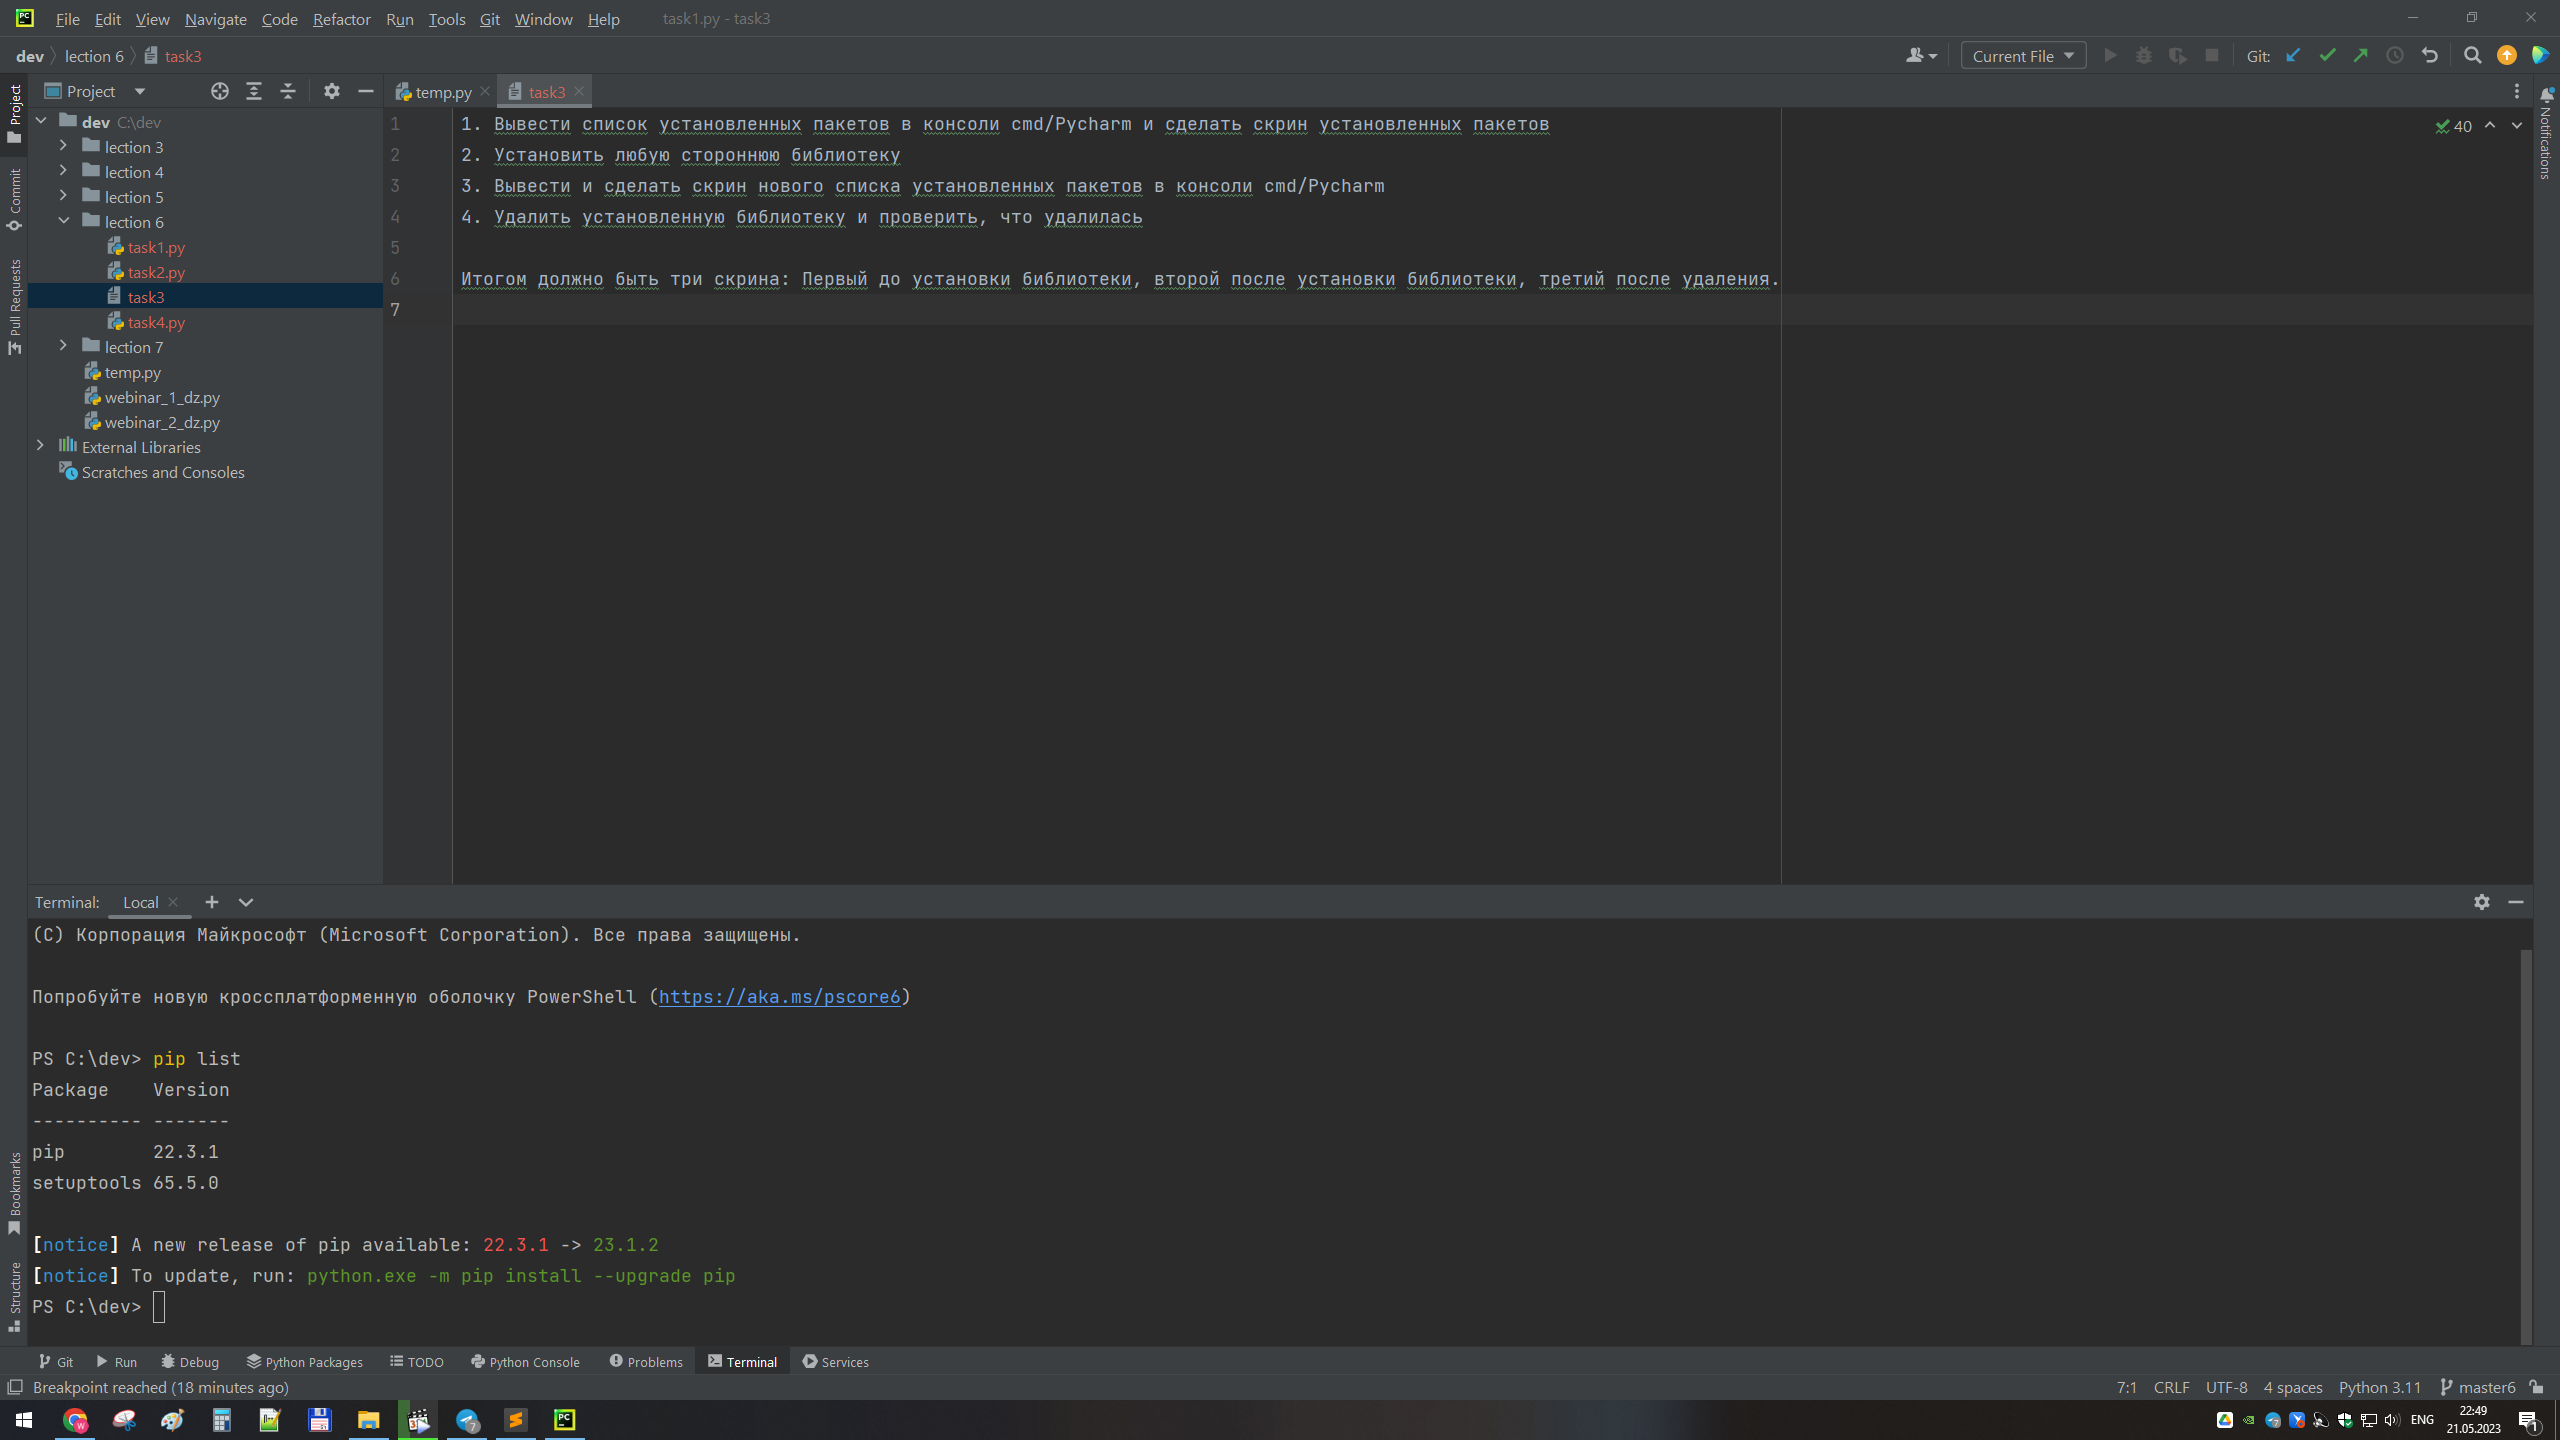 File Edit View Navigate Code Refactor Run Tools Git Window Help task1.py - task3
dev lection 6 task3 Current File Git:
Project temp.py task3
dev C:\dev
lection 3
lection 4
lection 5
lection 6
task1.py
task2.py
task3
task4.py
lection 7
temp.py
webinar_1_dz.py
webinar_2_dz.py
External Libraries
Scratches and Consoles
Project
Commit
Pull Requests
Bookmarks
Structure
1 1. Вывести список установленных пакетов в консоли cmd/Pycharm и сделать скрин установленных пакетов
2 2. Установить любую стороннюю библиотеку
3 3. Вывести и сделать скрин нового списка установленных пакетов в консоли cmd/Pycharm
4 4. Удалить установленную библиотеку и проверить, что удалилась
5
6 Итогом должно быть три скрина: Первый до установки библиотеки, второй после установки библиотеки, третий после удаления.
7
40
Notifications
Terminal: Local
(C) Корпорация Майкрософт (Microsoft Corporation). Все права защищены.
Попробуйте новую кроссплатформенную оболочку PowerShell (https://aka.ms/pscore6)
PS C:\dev> pip list
Package Version
---------- -------
pip 22.3.1
setuptools 65.5.0
[notice] A new release of pip available: 22.3.1 -> 23.1.2
[notice] To update, run: python.exe -m pip install --upgrade pip
PS C:\dev>
Git Run Debug Python Packages TODO Python Console Problems Terminal Services
Breakpoint reached (18 minutes ago) 7:1 CRLF UTF-8 4 spaces Python 3.11 master6
ENG 22:49
21.05.2023